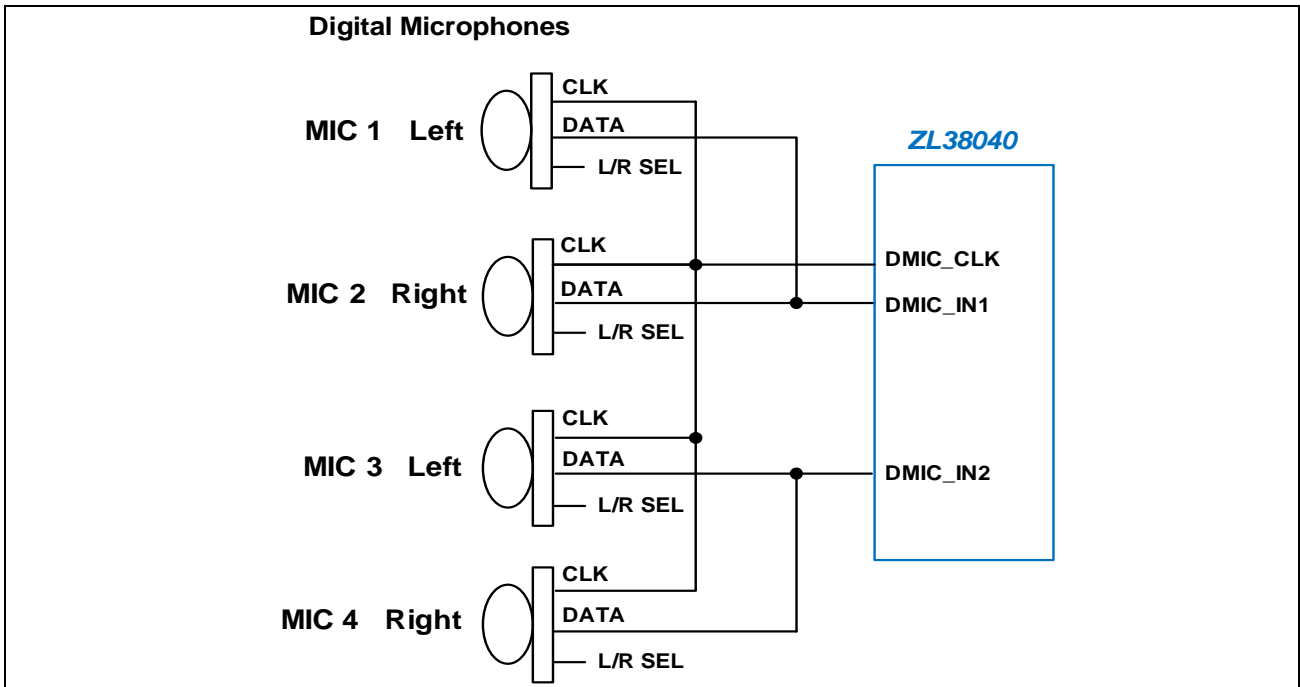 Digital Microphones
CLK
MIC 1 Left
DATA
L/R SEL
ZL38040
CLK
DMIC_CLK
MIC 2 Right
DATA
DMIC_IN1
L/R SEL
CLK
MIC 3 Left
DATA
DMIC_IN2
L/R SEL
CLK
MIC 4 Right
DATA
L/R SEL